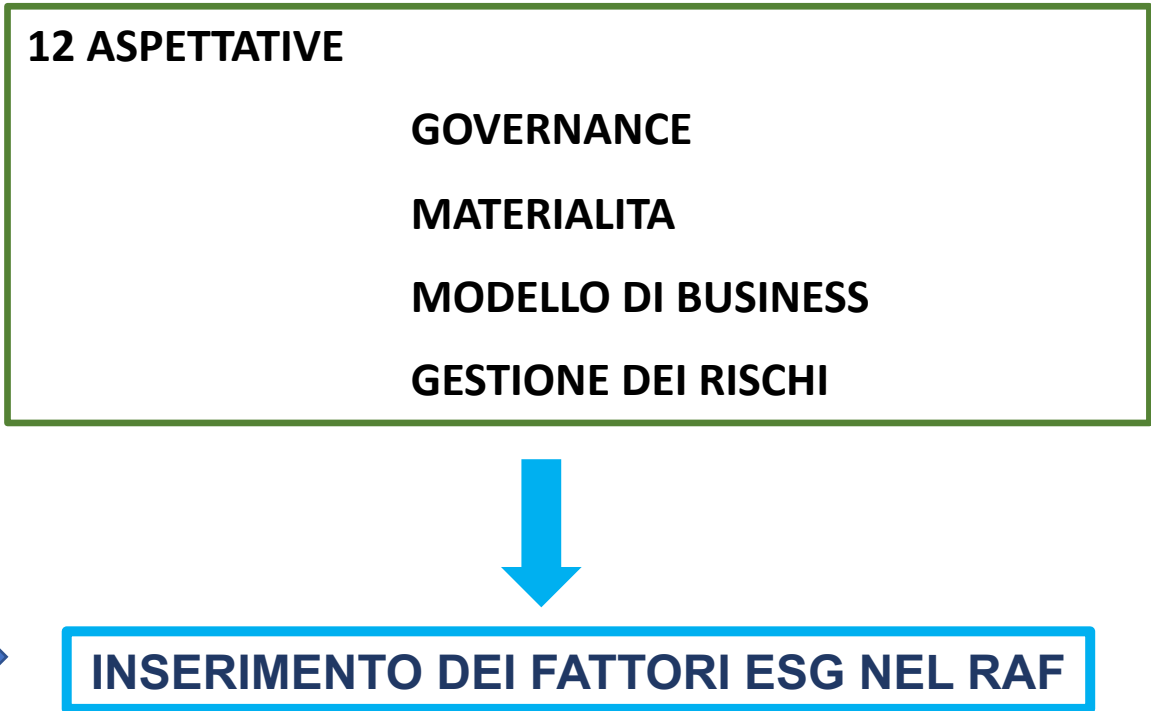 12 ASPETTATIVE
GOVERNANCE
MATERIALITA
MODELLO DI BUSINESS
GESTIONE DEI RISCHI
INSERIMENTO DEI FATTORI ESG NEL RAF